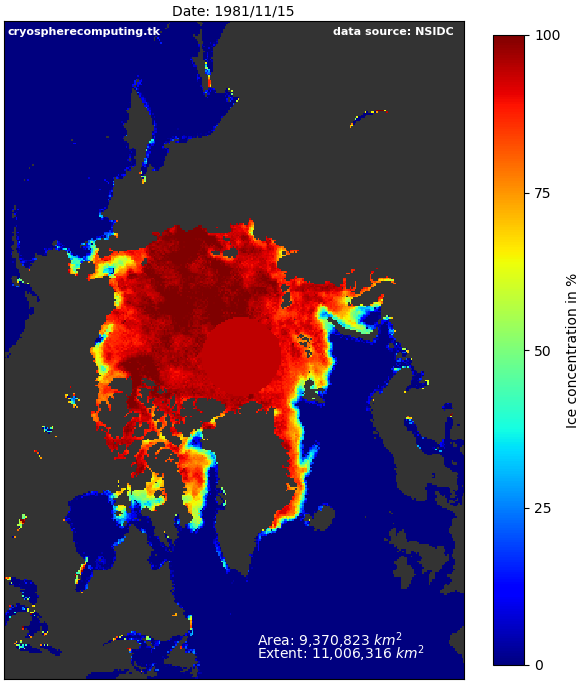 Date: 1981/11/15
cryospherecomputing.tk data source: NSIDC
100
75
50
25
0
Ice concentration in %
Area: 9,370,823 km²
Extent: 11,006,316 km²